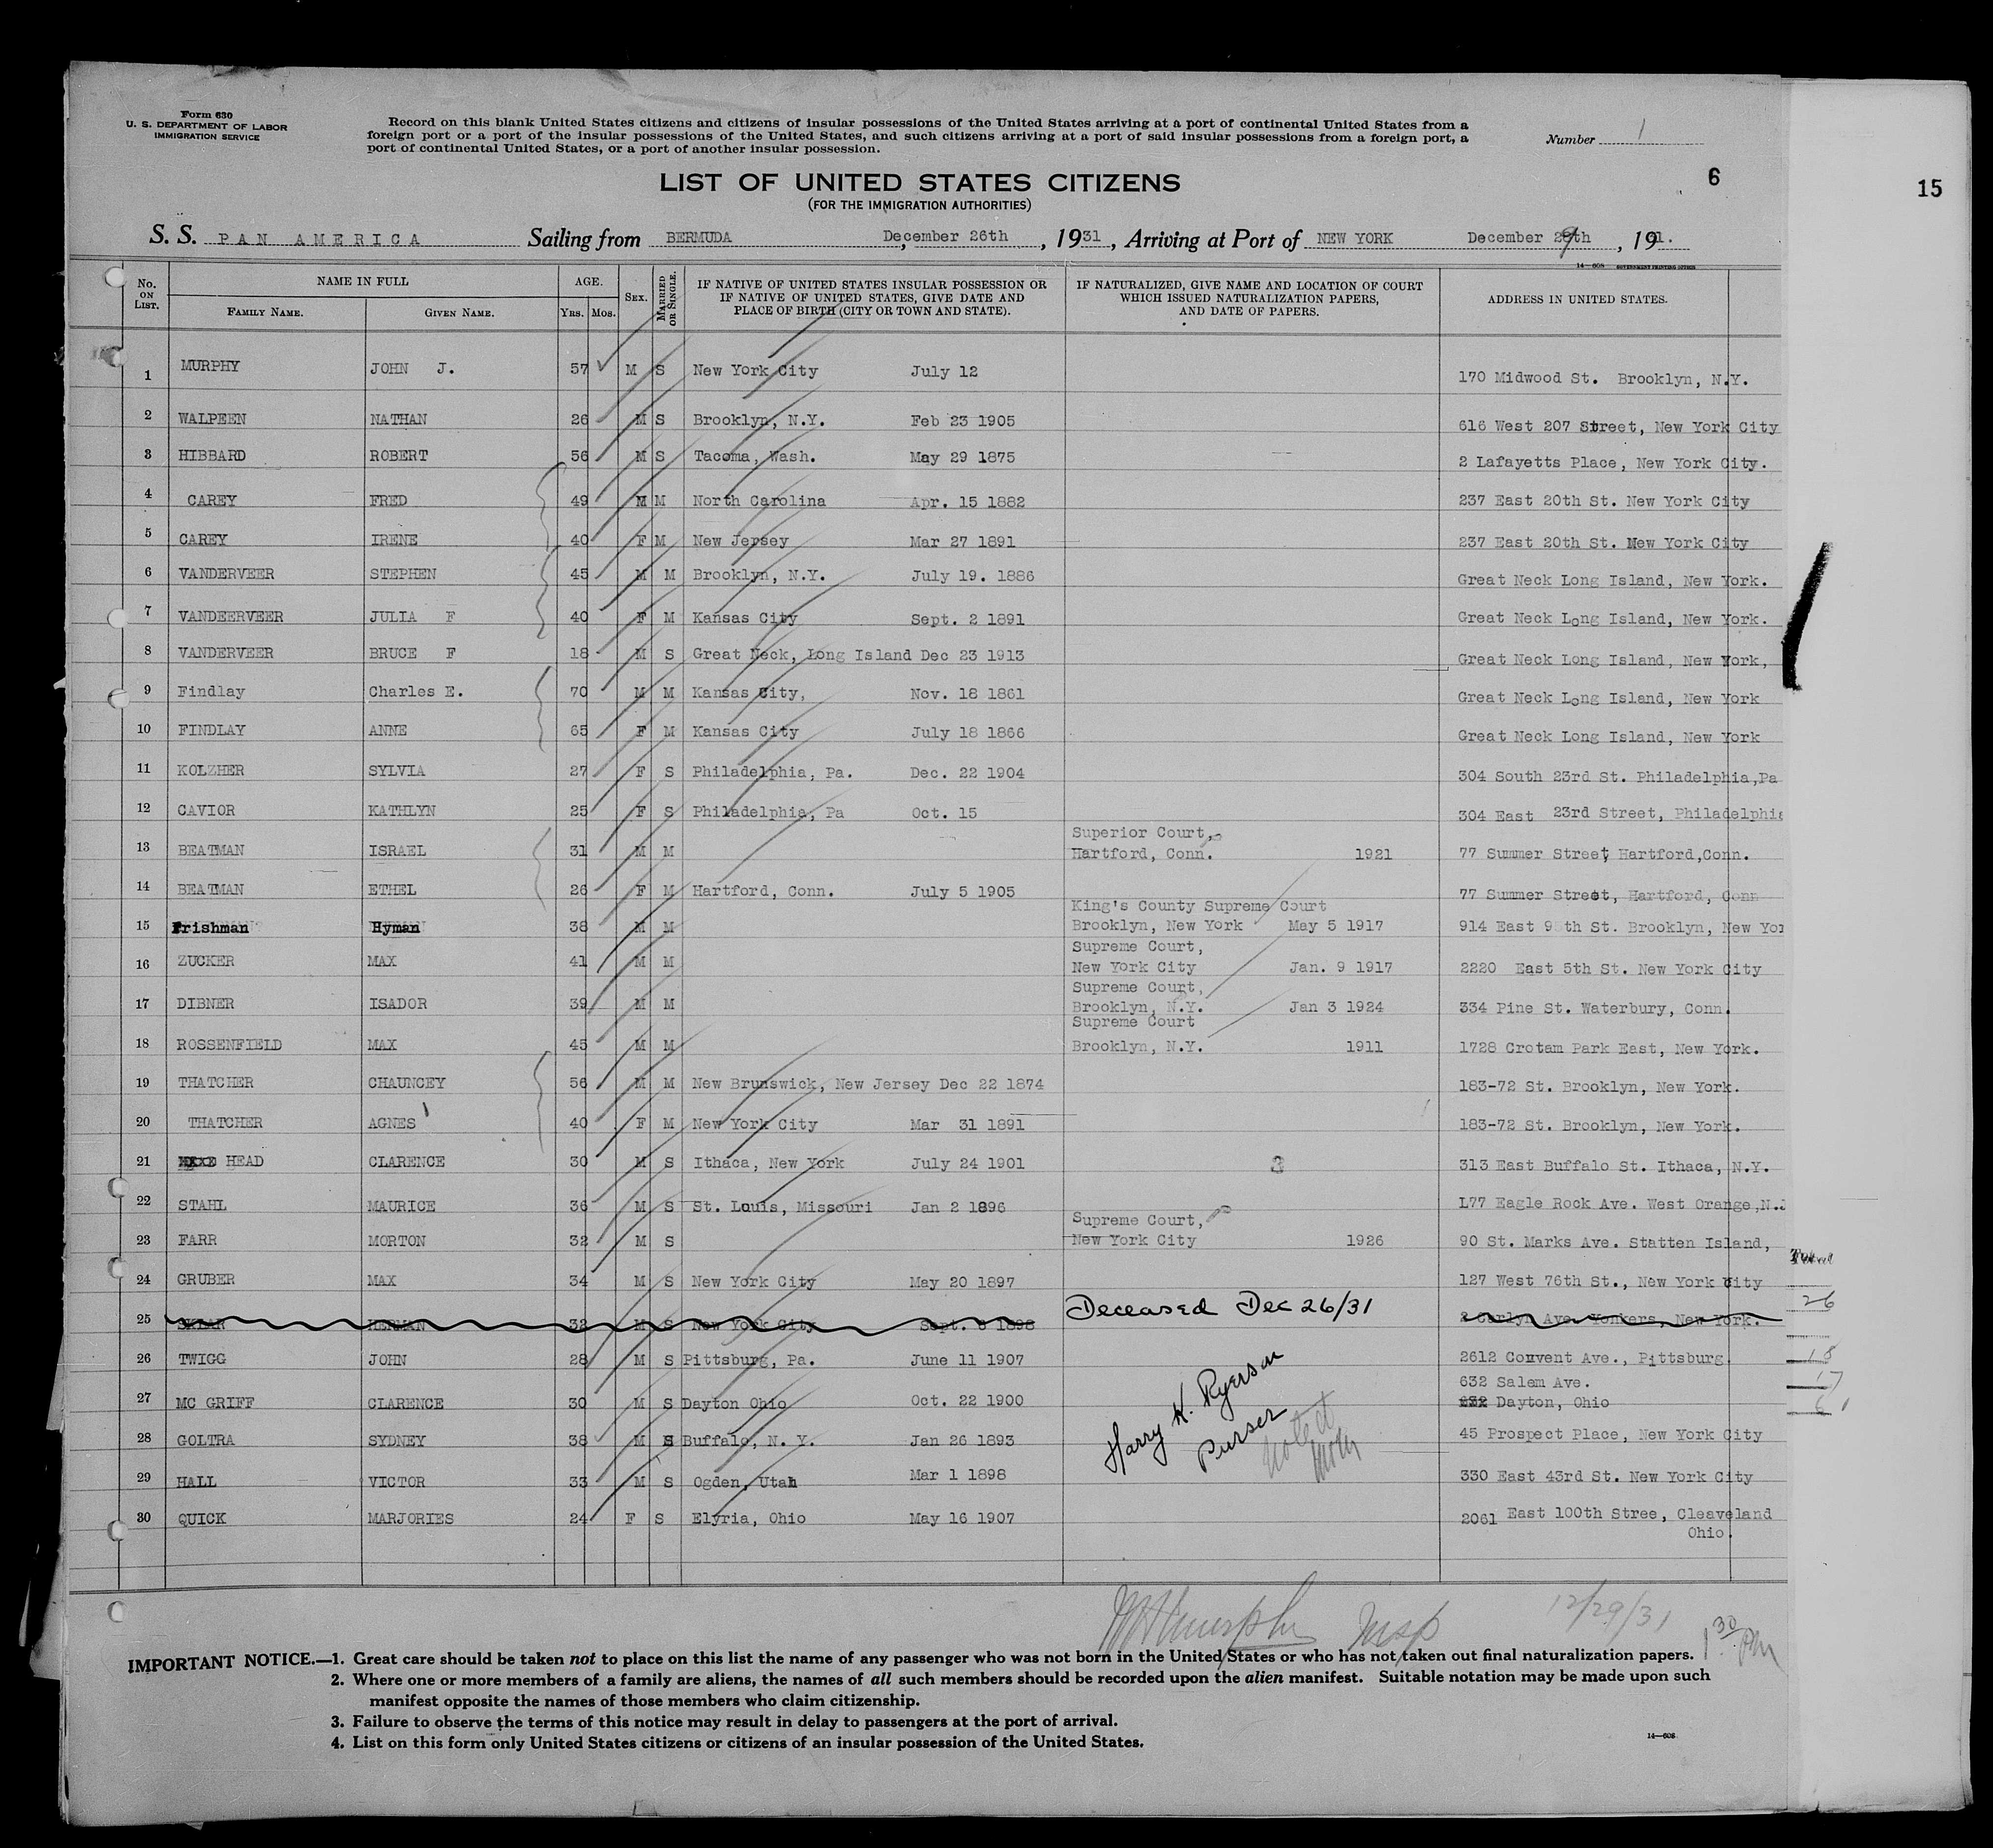 Form 630
U. S. DEPARTMENT OF LABOR
IMMIGRATION SERVICE
Record on this blank United States citizens and citizens of insular possessions of the United States arriving at a port of continental United States from a
foreign port or a port of the insular possessions of the United States, and such citizens arriving at a port of said insular possessions from a foreign port, a
port of continental United States, or a port of another insular possession.
Number 1
6
15
LIST OF UNITED STATES CITIZENS
(FOR THE IMMIGRATION AUTHORITIES)
S. S. PAN AMERICA Sailing from BERMUDA, December 26th, 1931, Arriving at Port of NEW YORK December 29th, 191.
14—608 GOVERNMENT PRINTING OFFICE
No. ON LIST. NAME IN FULL FAMILY NAME. GIVEN NAME. AGE. Yrs. Mos. SEX. MARRIED OR SINGLE. IF NATIVE OF UNITED STATES INSULAR POSSESSION OR IF NATIVE OF UNITED STATES, GIVE DATE AND PLACE OF BIRTH (CITY OR TOWN AND STATE). IF NATURALIZED, GIVE NAME AND LOCATION OF COURT WHICH ISSUED NATURALIZATION PAPERS, AND DATE OF PAPERS. ADDRESS IN UNITED STATES.
1 MURPHY JOHN J. 57 M S New York City July 12 170 Midwood St. Brooklyn, N.Y.
2 WALPEEN NATHAN 26 M S Brooklyn, N.Y. Feb 23 1905 616 West 207 Street, New York City
3 HIBBARD ROBERT 56 M S Tacoma, Wash. May 29 1875 2 Lafayetts Place, New York City.
4 CAREY FRED 49 M M North Carolina Apr. 15 1882 237 East 20th St. New York City
5 CAREY IRENE 40 F M New Jersey Mar 27 1891 237 East 20th St. New York City
6 VANDERVEER STEPHEN 45 M M Brooklyn, N.Y. July 19. 1886 Great Neck Long Island, New York.
7 VANDEERVEER JULIA F 40 F M Kansas City Sept. 2 1891 Great Neck Long Island, New York.
8 VANDERVEER BRUCE F 18 M S Great Neck, Long Island Dec 23 1913 Great Neck Long Island, New York,
9 Findlay Charles E. 70 M M Kansas City, Nov. 18 1861 Great Neck Long Island, New York
10 FINDLAY ANNE 65 F M Kansas City July 18 1866 Great Neck Long Island, New York
11 KOLZHER SYLVIA 27 F S Philadelphia, Pa. Dec. 22 1904 304 South 23rd St. Philadelphia,Pa
12 CAVIOR KATHLYN 25 F S Philadelphia, Pa Oct. 15 304 East 23rd Street, Philadelphia
Superior Court,
13 BEATMAN ISRAEL 31 M M Hartford, Conn. 1921 77 Summer Street, Hartford,Conn.
14 BEATMAN ETHEL 26 F M Hartford, Conn. July 5 1905 77 Summer Street, Hartford, Conn
King's County Supreme Court
15 Frishman Hyman 38 M M Brooklyn, New York May 5 1917 914 East 9 th St. Brooklyn, New Yor
Supreme Court,
16 ZUCKER MAX 41 M M New York City Jan. 9 1917 2220 East 5th St. New York City
Supreme Court,
17 DIBNER ISADOR 39 M M Brooklyn, N.Y. Jan 3 1924 334 Pine St. Waterbury, Conn.
Supreme Court
18 ROSSENFIELD MAX 45 M M Brooklyn, N.Y. 1911 1728 Crotam Park East, New York.
19 THATCHER CHAUNCEY 56 M M New Brunswick, New Jersey Dec 22 1874 183-72 St. Brooklyn, New York.
20 THATCHER AGNES 40 F M New York City Mar 31 1891 183-72 St. Brooklyn, New York.
21 HEAD CLARENCE 30 M S Ithaca, New York July 24 1901 3 313 East Buffalo St. Ithaca, N.Y.
22 STAHL MAURICE 36 M S St. Louis, Missouri Jan 2 1896 L77 Eagle Rock Ave. West Orange,N.J
Supreme Court,
23 FARR MORTON 32 M S New York City 1926 90 St. Marks Ave. Statten Island,
24 GRUBER MAX 34 M S New York City May 20 1897 127 West 76th St., New York City
25 HERMAN 32 M S New York City Sept. 8 1898 Deceased Dec 26/31 2 Carlyn Ave. Yonkers, New York.
26 TWIGG JOHN 28 M S Pittsburg, Pa. June 11 1907 2612 Convent Ave., Pittsburg
632 Salem Ave.
27 MC GRIFF CLARENCE 30 M S Dayton Ohio Oct. 22 1900 Dayton, Ohio
28 GOLTRA SYDNEY 38 M S Buffalo, N. Y. Jan 26 1893 45 Prospect Place, New York City
29 HALL VICTOR 33 M S Ogden, Utah Mar 1 1898 330 East 43rd St. New York City
30 QUICK MARJORIES 24 F S Elyria, Ohio May 16 1907 2061 East 100th Stree, Cleaveland
Ohio.
Harry K. Ryerson
Purser
Noted
Total
26
18
17
61
Murphy Insp 12/29/31 1 30 PM
IMPORTANT NOTICE.—1. Great care should be taken not to place on this list the name of any passenger who was not born in the United States or who has not taken out final naturalization papers.
2. Where one or more members of a family are aliens, the names of all such members should be recorded upon the alien manifest. Suitable notation may be made upon such
manifest opposite the names of those members who claim citizenship.
3. Failure to observe the terms of this notice may result in delay to passengers at the port of arrival.
4. List on this form only United States citizens or citizens of an insular possession of the United States.
14—608